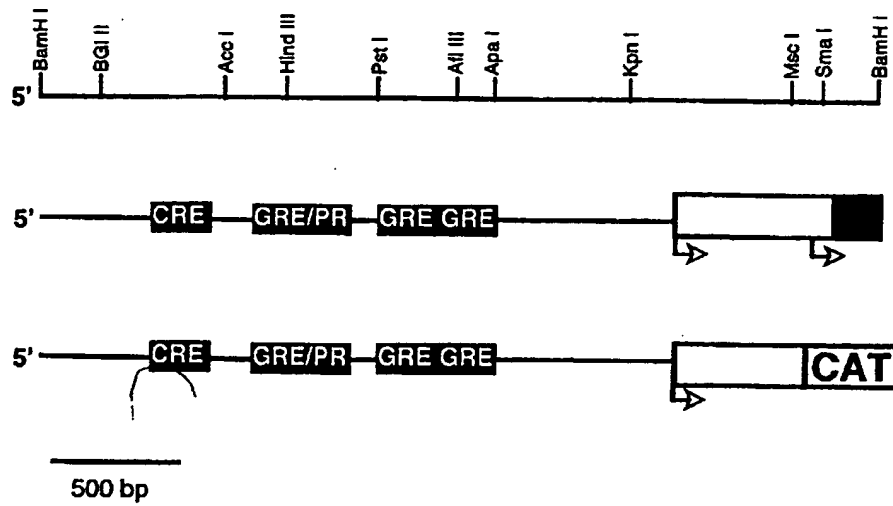 BamH I BGl II Acc I Hind III Pst I Afl III Apa I Kpn I Msc I Sma I BamH I
5'
5' CRE GRE/PR GRE GRE
5' CRE GRE/PR GRE GRE CAT
500 bp